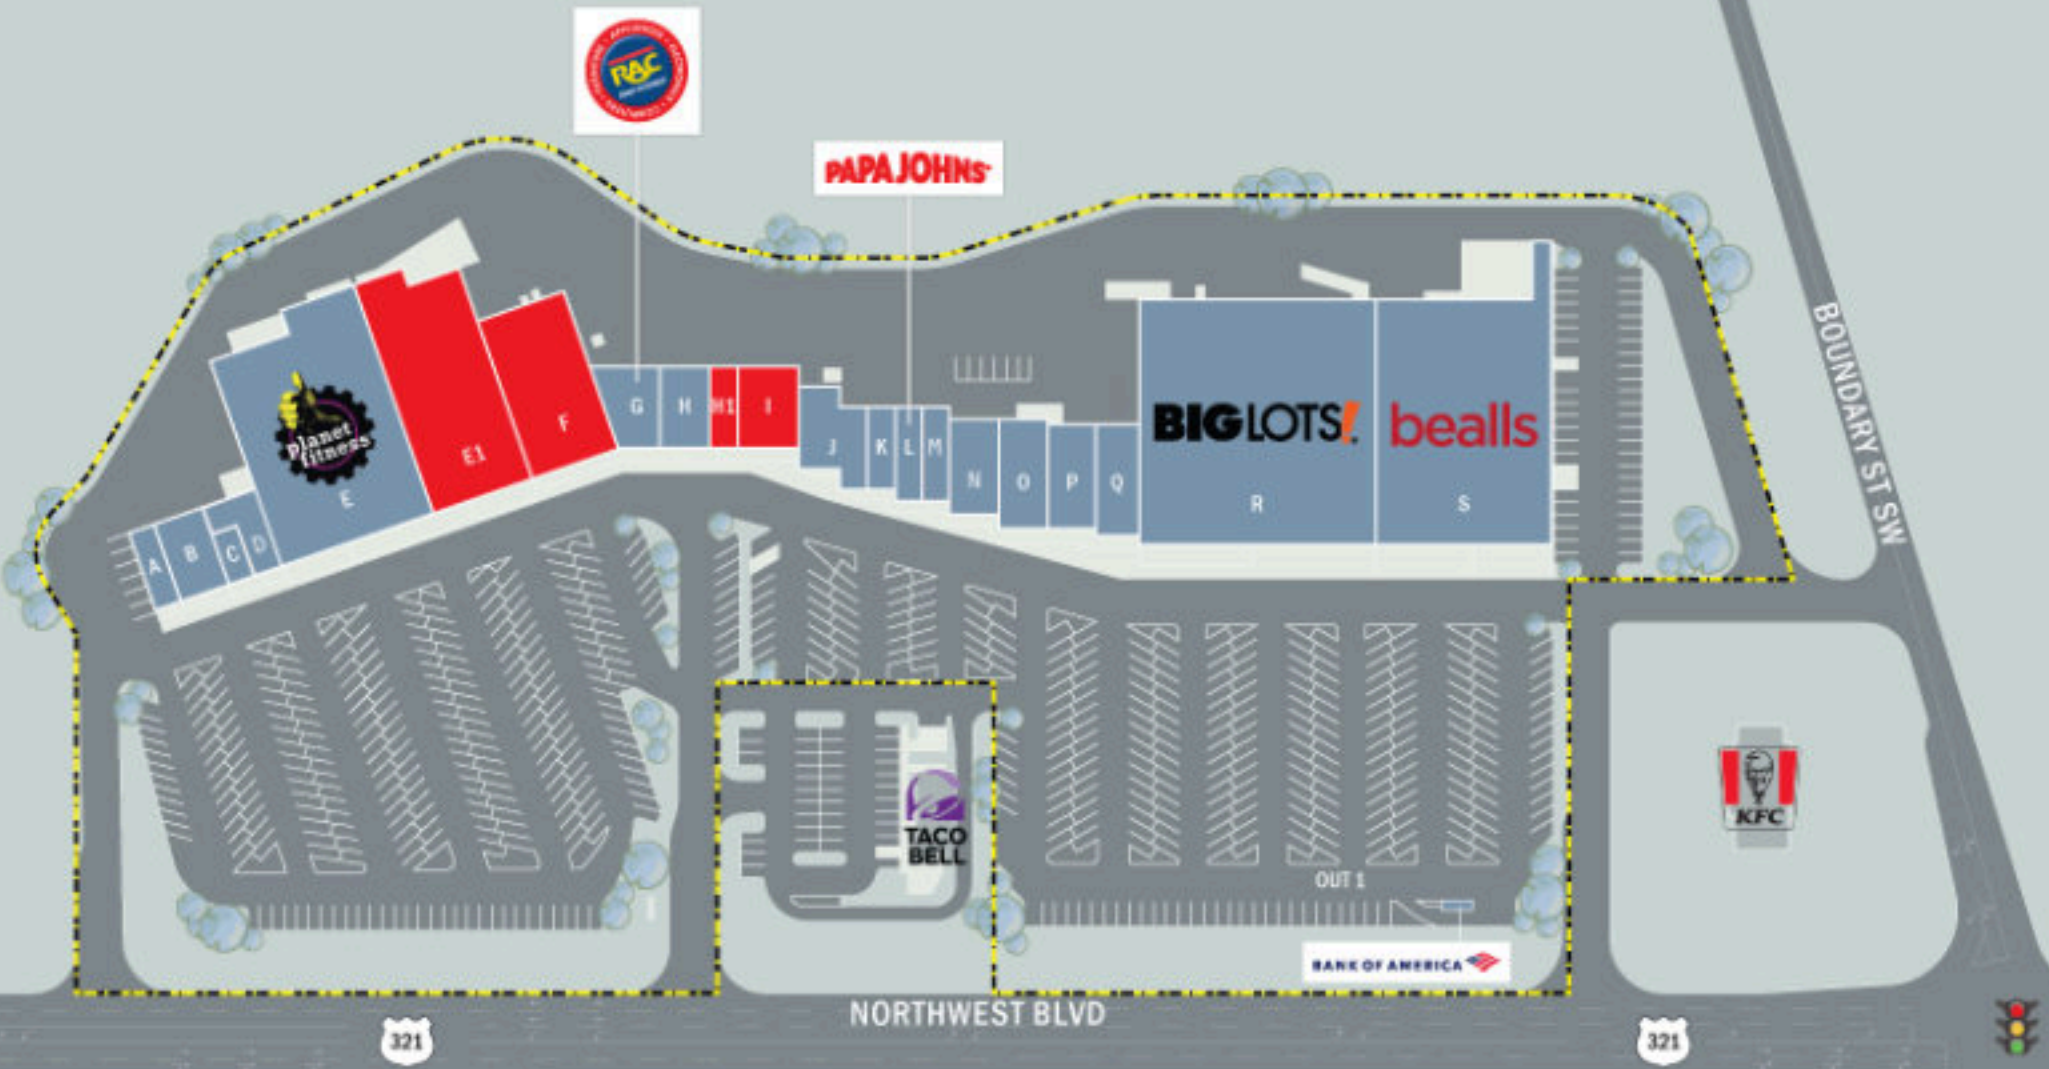 RAC
PAPA JOHNS
BOUNDARY ST SW
planet
fitness
A
B
C
D
E
E1
F
G
H
H1
I
J
K
L
M
N
O
P
Q
BIG LOTS!
R
bealls
S
TACO
BELL
KFC
OUT 1
BANK OF AMERICA
NORTHWEST BLVD
321
321